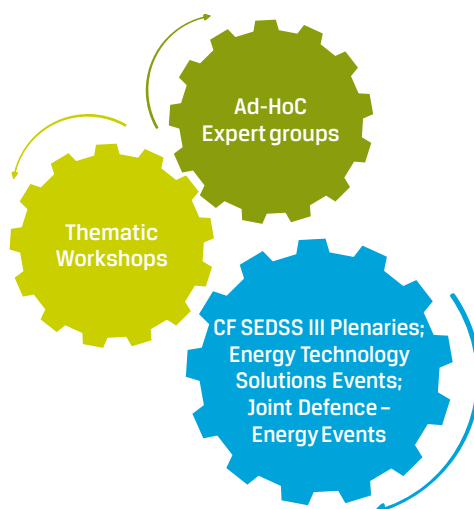 Ad-HoC
Expert groups
Thematic
Workshops
CF SEDSS III Plenaries;
Energy Technology
Solutions Events;
Joint Defence –
Energy Events